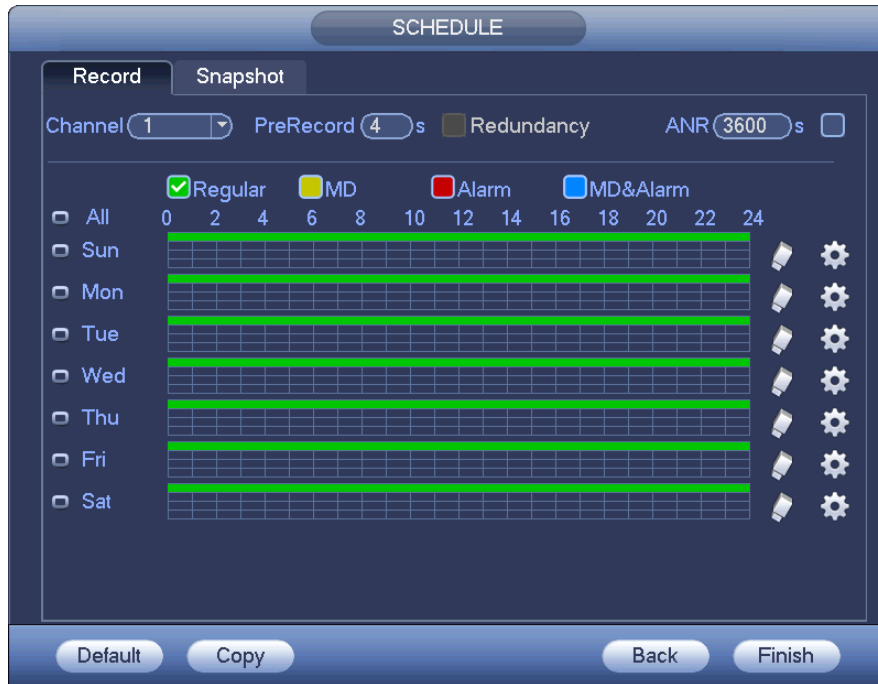 SCHEDULE
Record Snapshot
Channel 1 PreRecord 4 s Redundancy ANR 3600 s
Regular MD Alarm MD&Alarm
All 0 2 4 6 8 10 12 14 16 18 20 22 24
Sun
Mon
Tue
Wed
Thu
Fri
Sat
Default Copy Back Finish